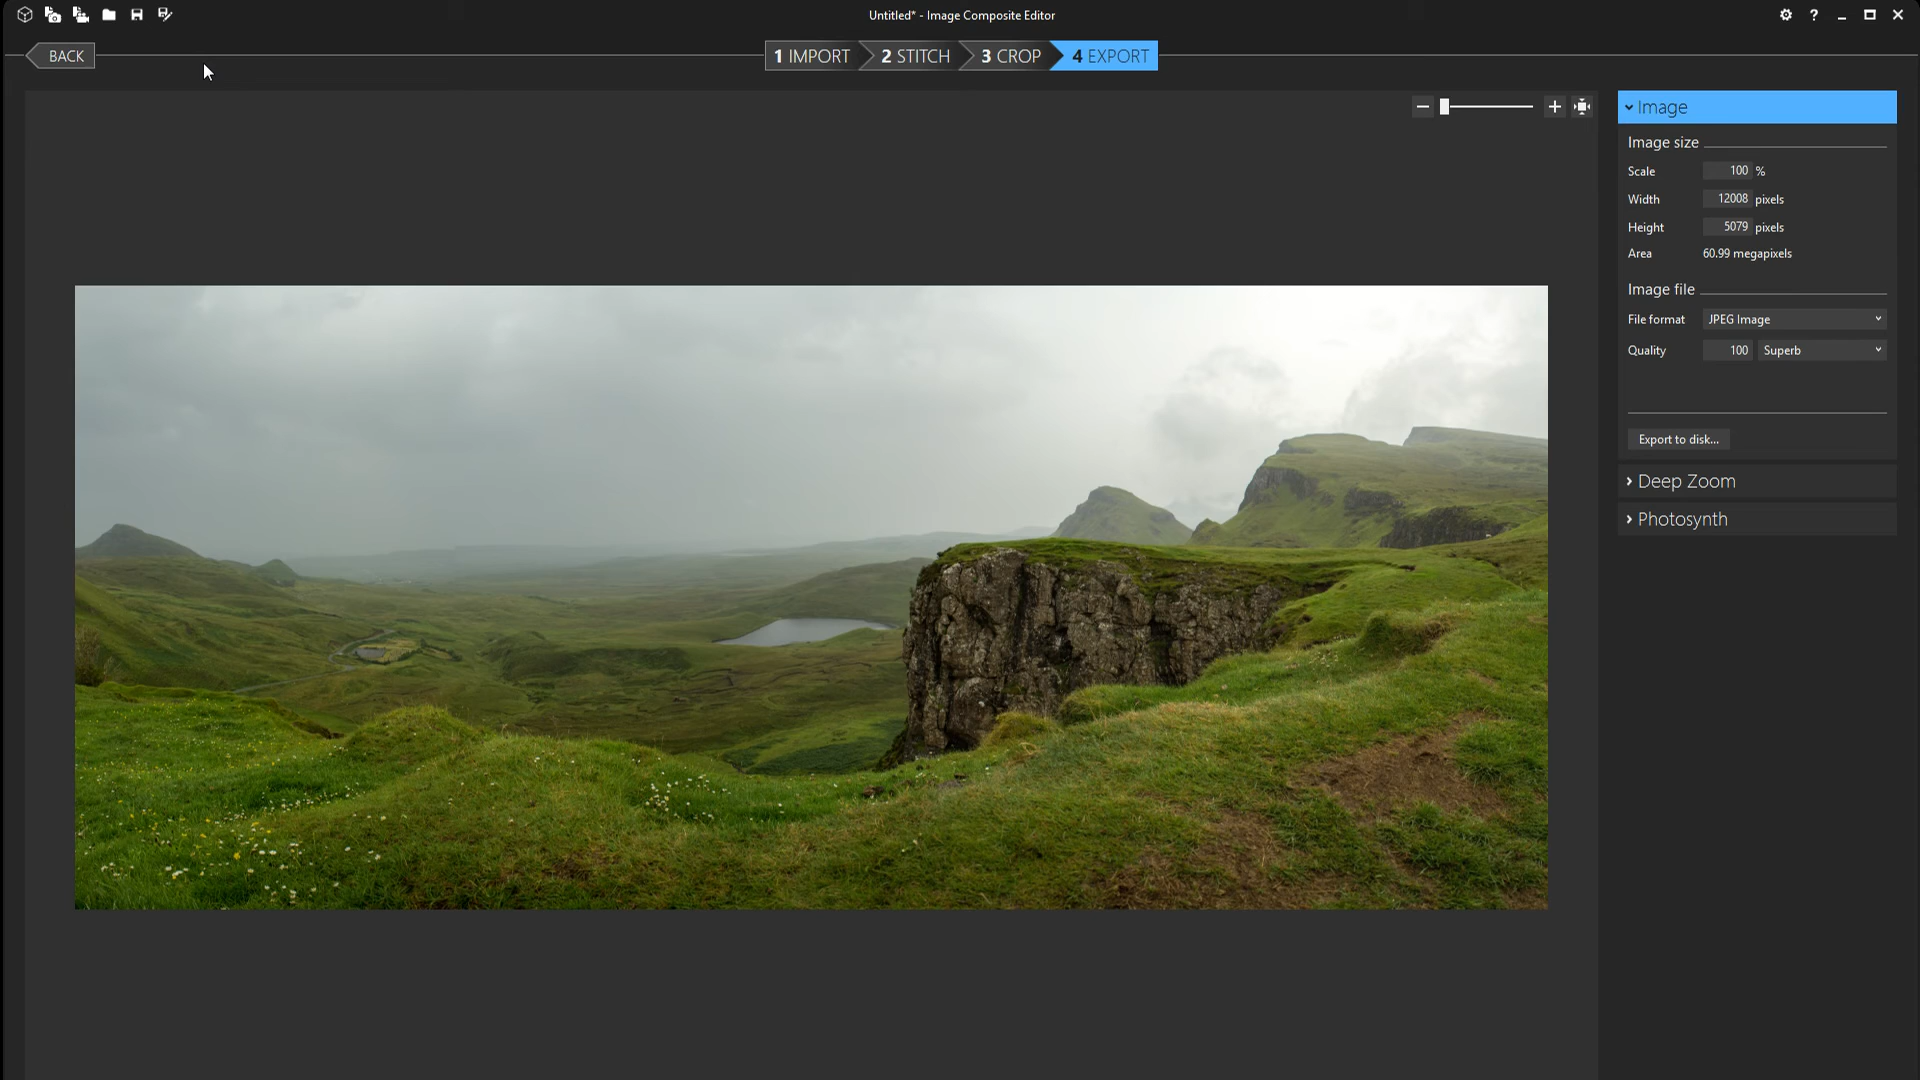 Untitled* - Image Composite Editor
?
BACK
1 IMPORT
2 STITCH
3 CROP
4 EXPORT
Image
Image size
Scale 100 %
Width 12008 pixels
Height 5079 pixels
Area 60.99 megapixels
Image file
File format JPEG Image
Quality 100 Superb
Export to disk...
Deep Zoom
Photosynth